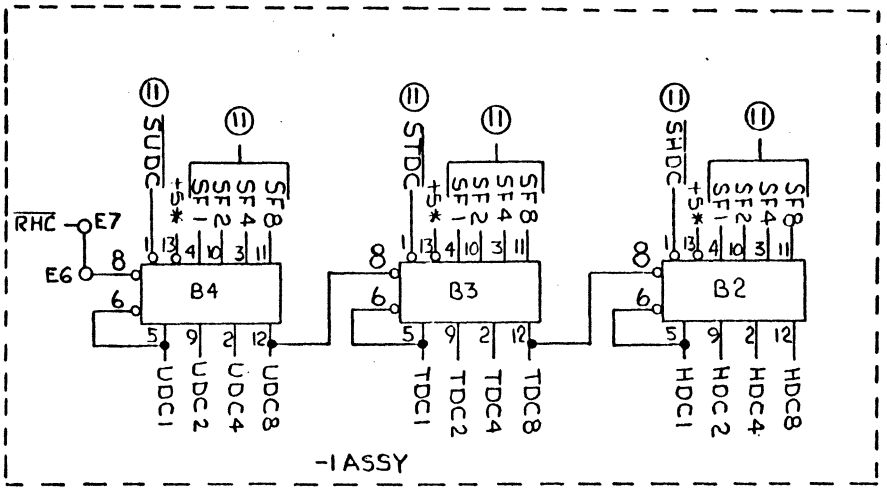 ⑪ ⑪ ⑪ ⑪ ⑪ ⑪
SUDC +5* SF1 SF2 SF4 SF8
STDC +5* SF1 SF2 SF4 SF8
SHDC +5* SF1 SF2 SF4 SF8
RHC E7
E6
8 1 13 4 10 3 11
B4
6
5 9 2 12
UDC1 UDC2 UDC4 UDC8
8 1 13 4 10 3 11
B3
6
5 9 2 12
TDC1 TDC2 TDC4 TDC8
8 1 13 4 10 3 11
B2
6
5 9 2 12
HDC1 HDC2 HDC4 HDC8
-1 ASSY